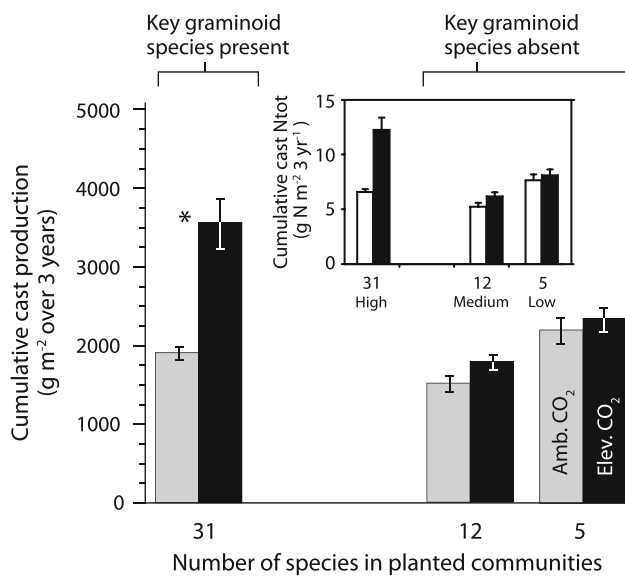 Key graminoid
species present
Key graminoid
species absent
Cumulative cast production
(g m⁻² over 3 years)
5000
4000
3000
2000
1000
0
*
Cumulative cast Ntot
(g N m⁻² 3 yr⁻¹ )
15
10
5
0
31
12
5
High
Medium
Low
Amb. CO₂
Elev. CO₂
31
12
5
Number of species in planted communities